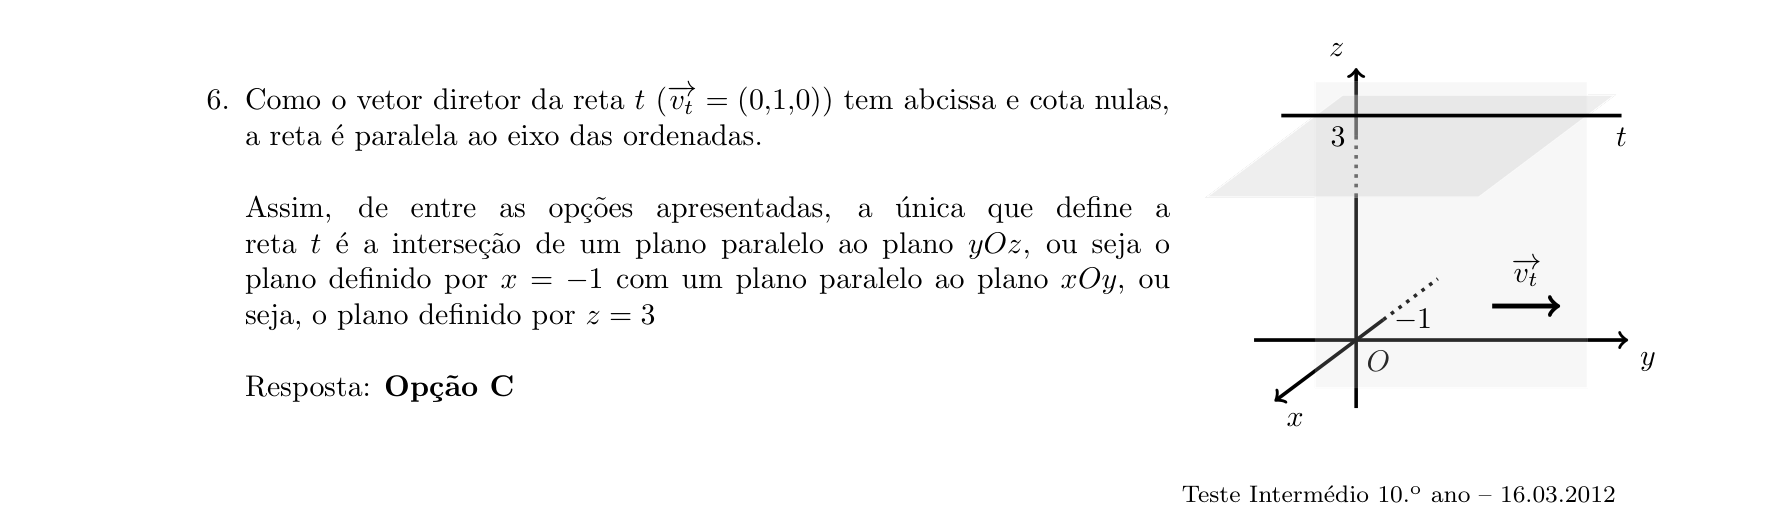 6. Como o vetor diretor da reta t ($\overrightarrow{v_t}$ = (0,1,0)) tem abcissa e cota nulas,
a reta é paralela ao eixo das ordenadas.
Assim, de entre as opções apresentadas, a única que define a
reta t é a interseção de um plano paralelo ao plano yOz, ou seja o
plano definido por x = −1 com um plano paralelo ao plano xOy, ou
seja, o plano definido por z = 3
Resposta: Opção C
z
3
t
$\overrightarrow{v_t}$
−1
O
y
x
Teste Intermédio 10.º ano – 16.03.2012